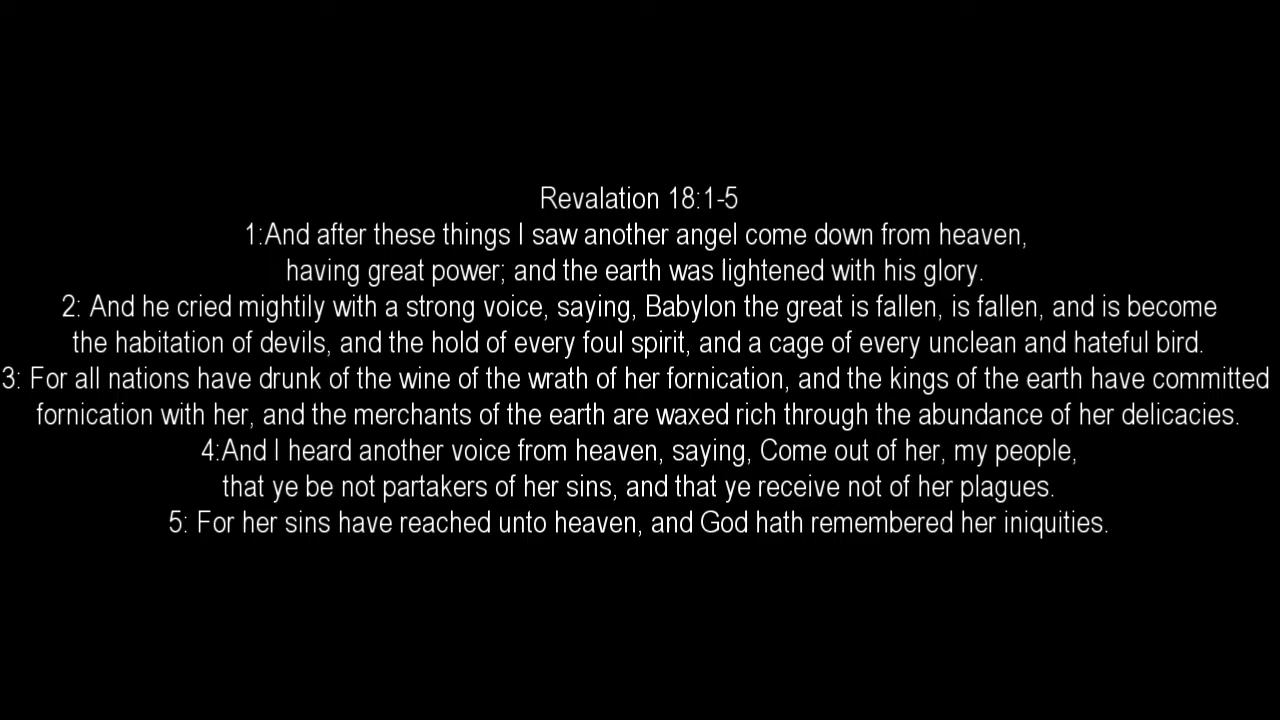 Revalation 18:1-5
1:And after these things I saw another angel come down from heaven,
having great power; and the earth was lightened with his glory.
2: And he cried mightily with a strong voice, saying, Babylon the great is fallen, is fallen, and is become
the habitation of devils, and the hold of every foul spirit, and a cage of every unclean and hateful bird.
3: For all nations have drunk of the wine of the wrath of her fornication, and the kings of the earth have committed
fornication with her, and the merchants of the earth are waxed rich through the abundance of her delicacies.
4:And I heard another voice from heaven, saying, Come out of her, my people,
that ye be not partakers of her sins, and that ye receive not of her plagues.
5: For her sins have reached unto heaven, and God hath remembered her iniquities.